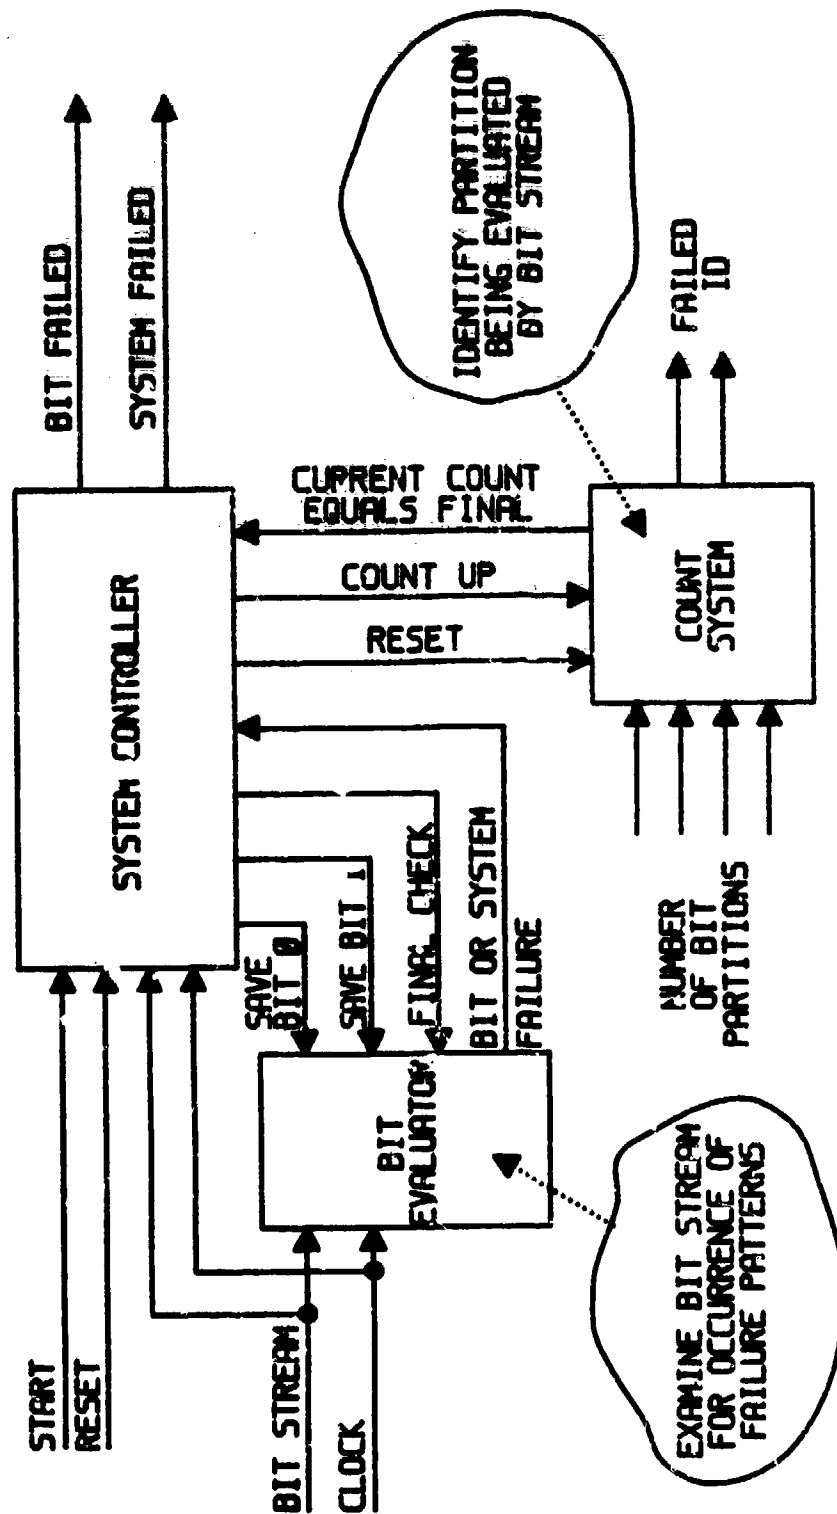 START
RESET
BIT STREAM
CLOCK
SYSTEM CONTROLLER
BIT FAILED
SYSTEM FAILED
SAVE
BIT 0
SAVE BIT 1
FINAL CHECK
BIT OR SYSTEM
FAILURE
BIT
EVALUATOR
CURRENT COUNT
EQUALS FINAL
COUNT UP
RESET
COUNT
SYSTEM
FAILED
ID
NUMBER
OF BIT
PARTITIONS
IDENTIFY PARTITION
BEING EVALUATED
BY BIT STREAM
EXAMINE BIT STREAM
FOR OCCURRENCE OF
FAILURE PATTERNS